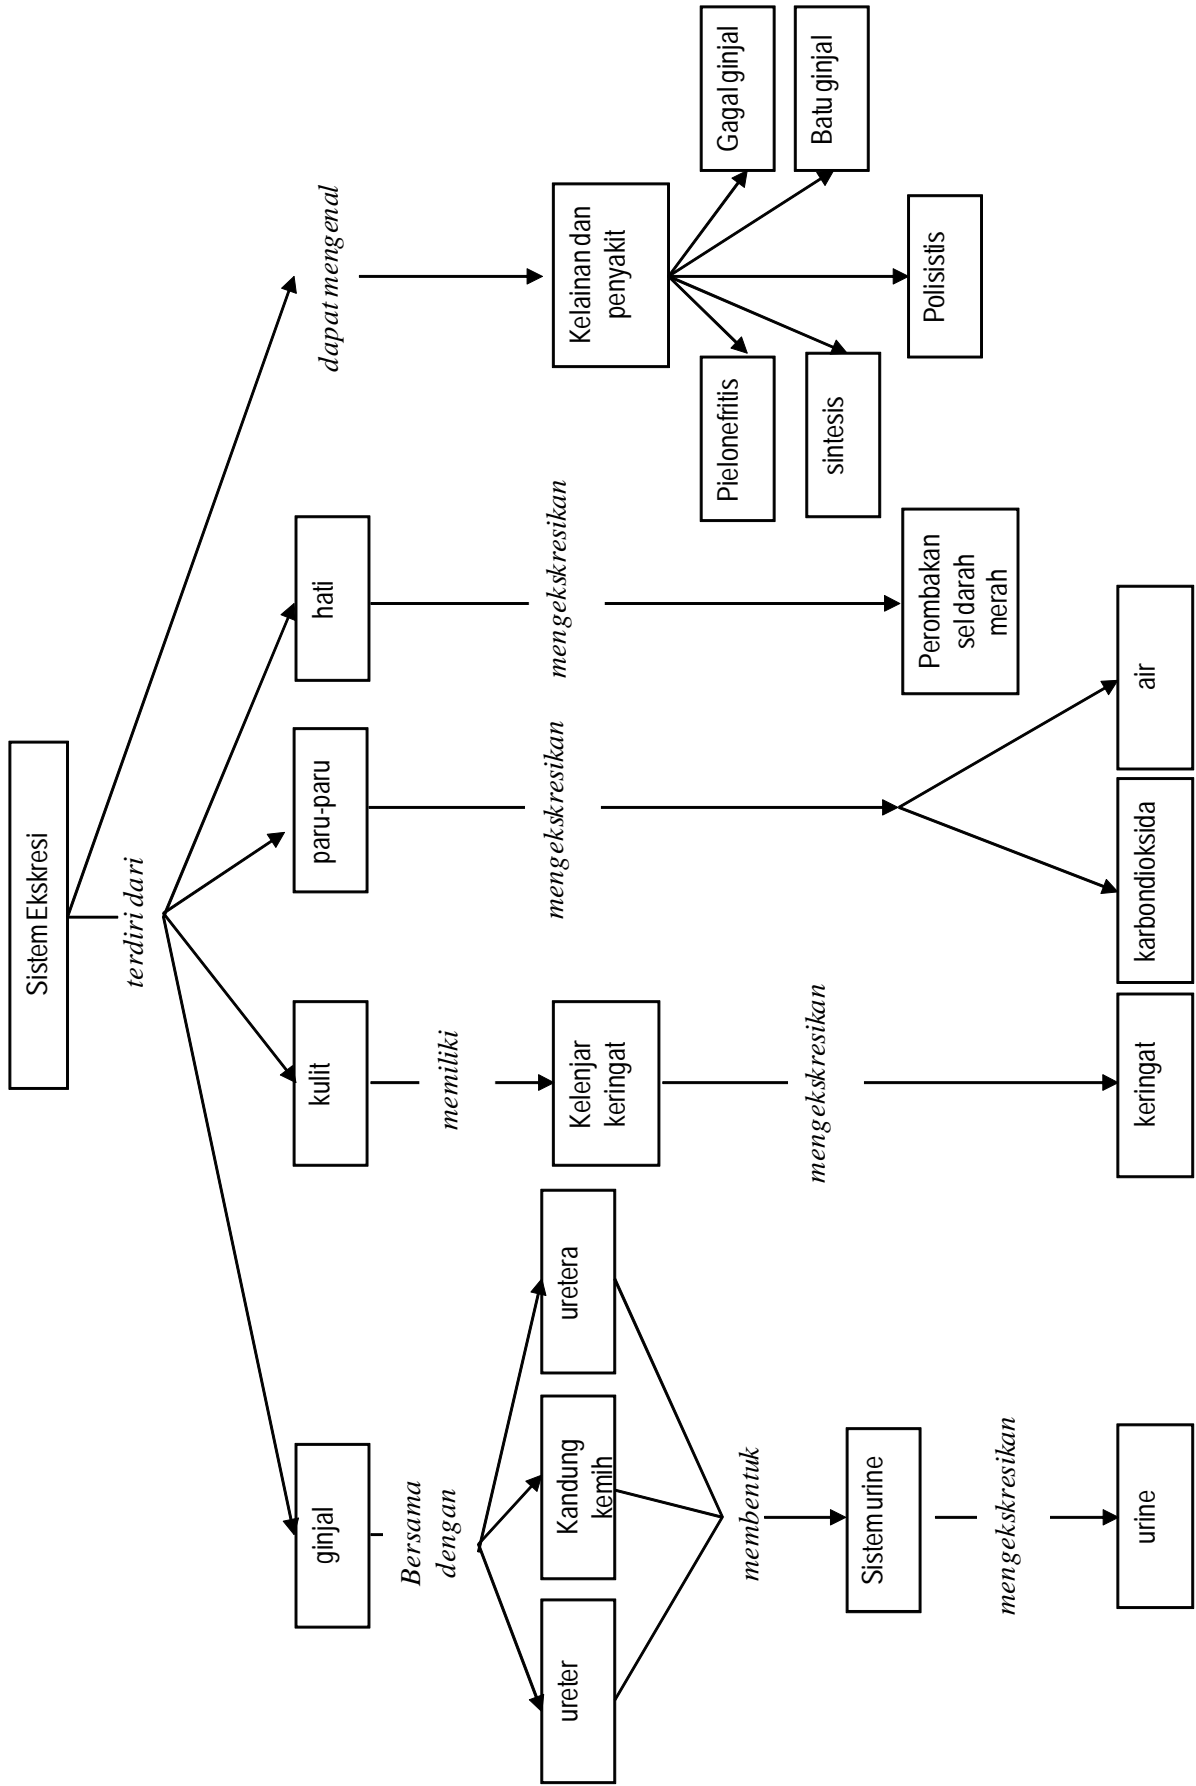 Sistem Ekskresi
terdiri dari
dapat mengenal
ginjal
kulit
paru-paru
hati
Bersama
dengan
memiliki
mengekskresikan
mengekskresikan
ureter
Kandung
kemih
uretera
Kelenjar
keringat
Kelainan dan
penyakit
Pielonefritis
Gagal ginjal
sintesis
Batu ginjal
Polisistis
membentuk
mengekskresikan
Sistem urine
Perombakan
sel darah
merah
mengekskresikan
urine
keringat
karbondioksida
air